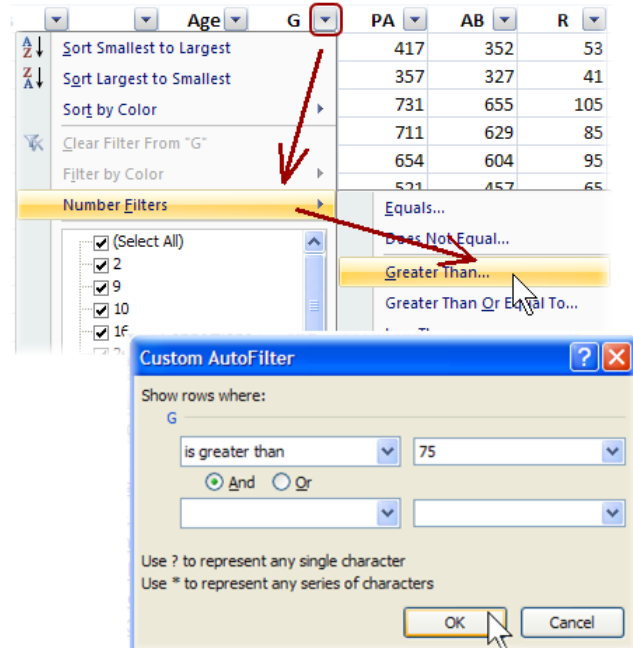 Age G PA AB R
Sort Smallest to Largest 417 352 53
Sort Largest to Smallest 357 327 41
Sort by Color 731 655 105
Clear Filter From "G" 711 629 85
Filter by Color 654 604 95
521 457 65
Number Filters
Equals...
(Select All) Does Not Equal...
2
9 Greater Than...
10 Greater Than Or Equal To...
16
Custom AutoFilter
Show rows where:
G
is greater than 75
And Or
Use ? to represent any single character
Use * to represent any series of characters
OK Cancel